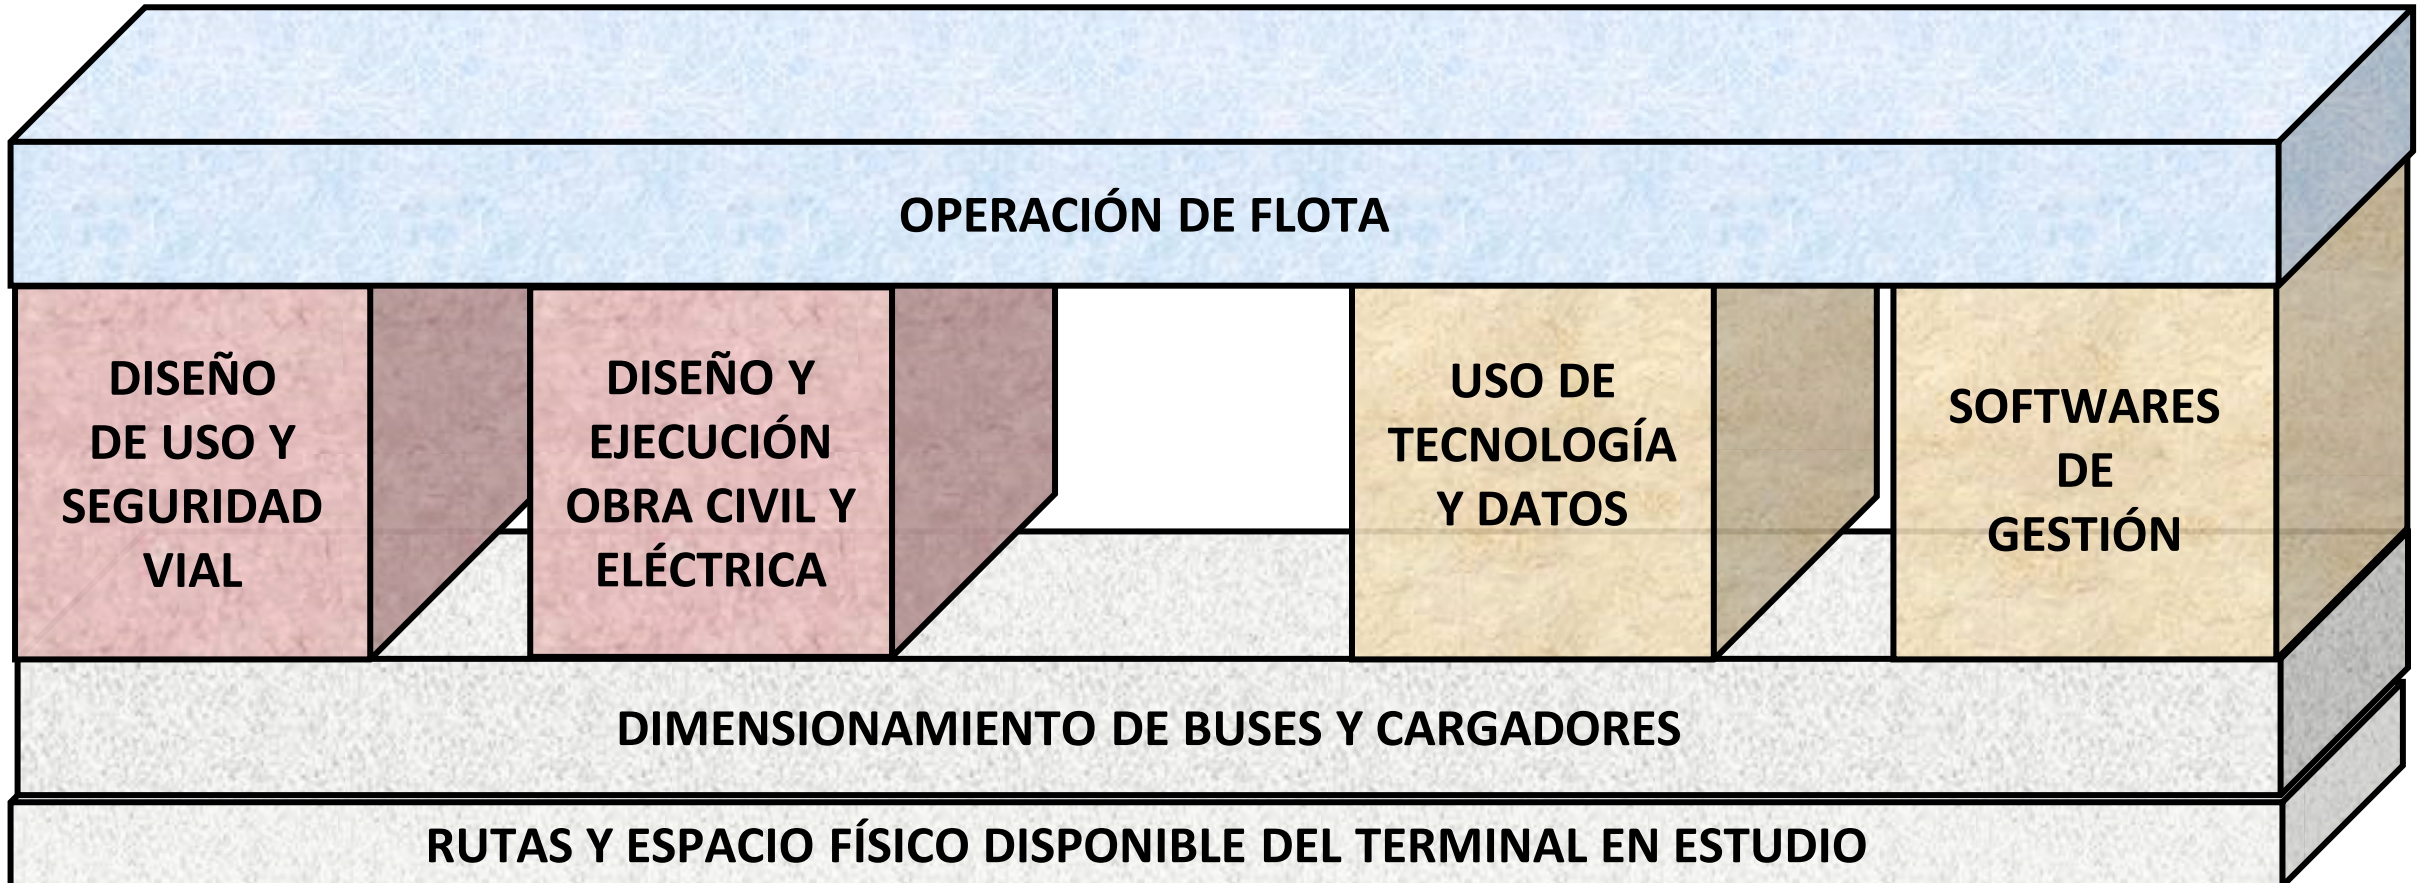 OPERACIÓN DE FLOTA
DISEÑO
DE USO Y
SEGURIDAD
VIAL
DISEÑO Y
EJECUCIÓN
OBRA CIVIL Y
ELÉCTRICA
USO DE
TECNOLOGÍA
Y DATOS
SOFTWARES
DE
GESTIÓN
DIMENSIONAMIENTO DE BUSES Y CARGADORES
RUTAS Y ESPACIO FÍSICO DISPONIBLE DEL TERMINAL EN ESTUDIO